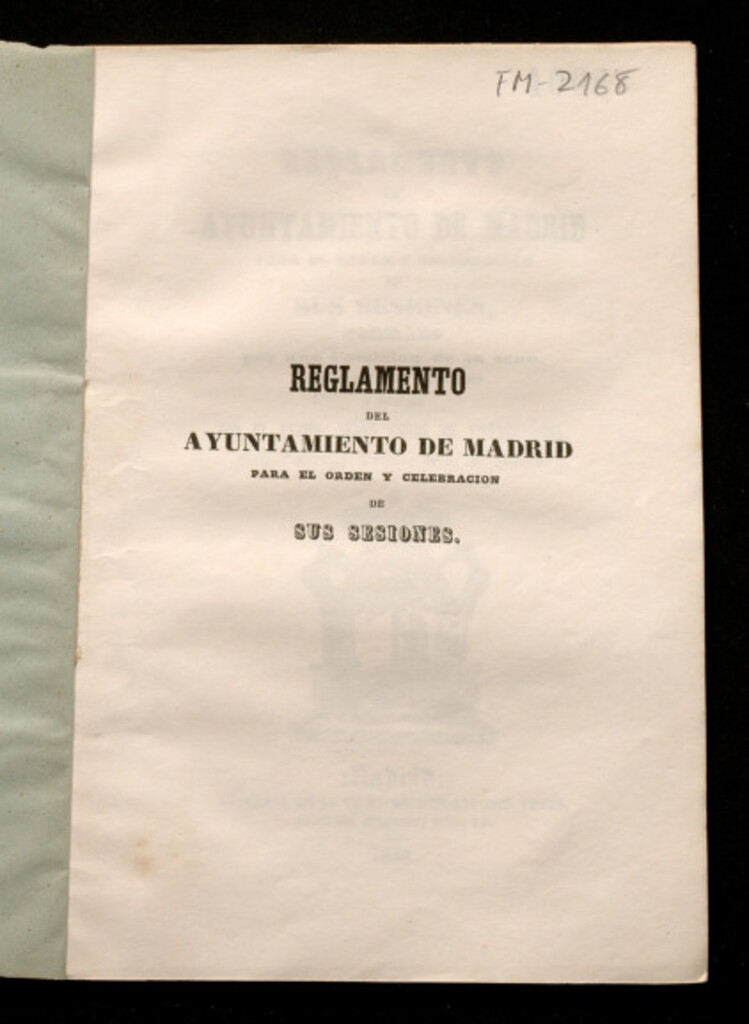 FM-2168
REGLAMENTO
DEL
AYUNTAMIENTO DE MADRID
PARA EL ORDEN Y CELEBRACION
DE
SUS SESIONES.